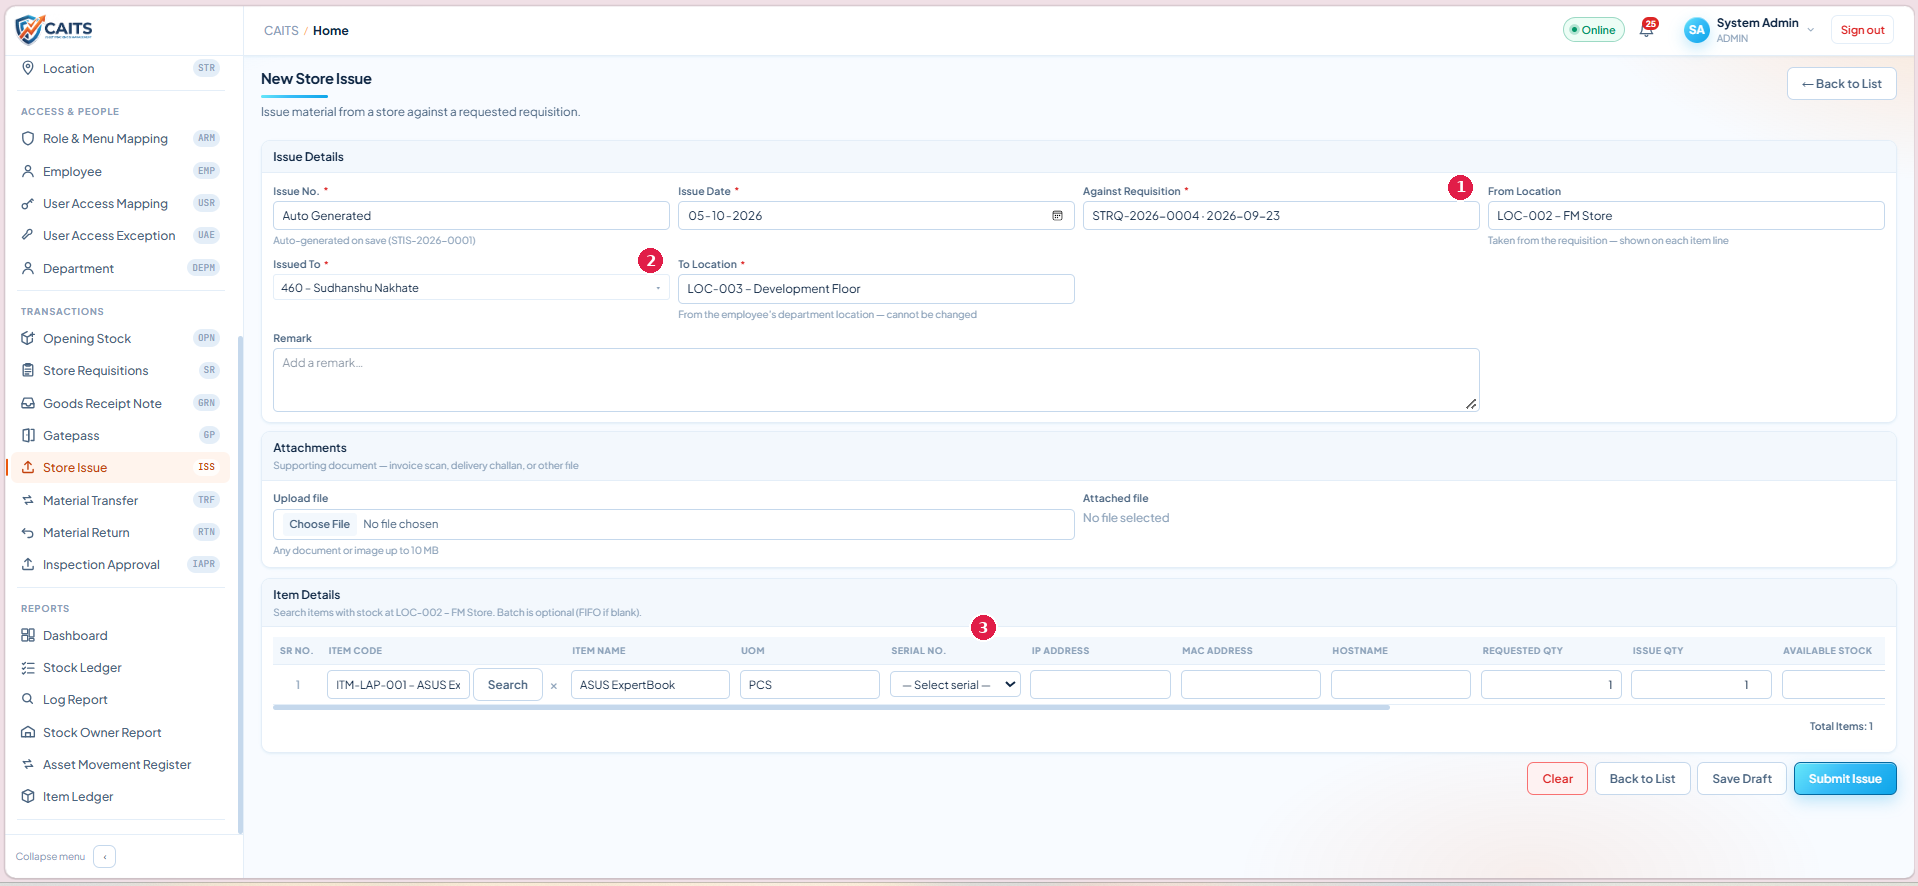 CAITS
CAITS / Home
Online
25
SA
System Admin
ADMIN
Sign out
Location STR
ACCESS & PEOPLE
Role & Menu Mapping ARM
Employee EMP
User Access Mapping USR
User Access Exception UAE
Department DEPM
TRANSACTIONS
Opening Stock OPN
Store Requisitions SR
Goods Receipt Note GRN
Gatepass GP
Store Issue ISS
Material Transfer TRF
Material Return RTN
Inspection Approval IAPR
REPORTS
Dashboard
Stock Ledger
Log Report
Stock Owner Report
Asset Movement Register
Item Ledger
Collapse menu ‹
New Store Issue
← Back to List
Issue material from a store against a requested requisition.
Issue Details
Issue No. * Issue Date * Against Requisition * 1 From Location
Auto Generated 05-10-2026 STRQ-2026-0004 · 2026-09-23 LOC-002 – FM Store
Auto-generated on save (STIS-2026-0001) Taken from the requisition — shown on each item line
Issued To * 2 To Location *
460 – Sudhanshu Nakhate LOC-003 – Development Floor
From the employee's department location — cannot be changed
Remark
Add a remark...
Attachments
Supporting document — invoice scan, delivery challan, or other file
Upload file Attached file
Choose File No file chosen No file selected
Any document or image up to 10 MB
Item Details
Search items with stock at LOC-002 – FM Store. Batch is optional (FIFO if blank).
3
SR NO. ITEM CODE ITEM NAME UOM SERIAL NO. IP ADDRESS MAC ADDRESS HOSTNAME REQUESTED QTY ISSUE QTY AVAILABLE STOCK
1 ITM-LAP-001 – ASUS Ex Search × ASUS ExpertBook PCS — Select serial — 1 1
Total Items: 1
Clear Back to List Save Draft Submit Issue